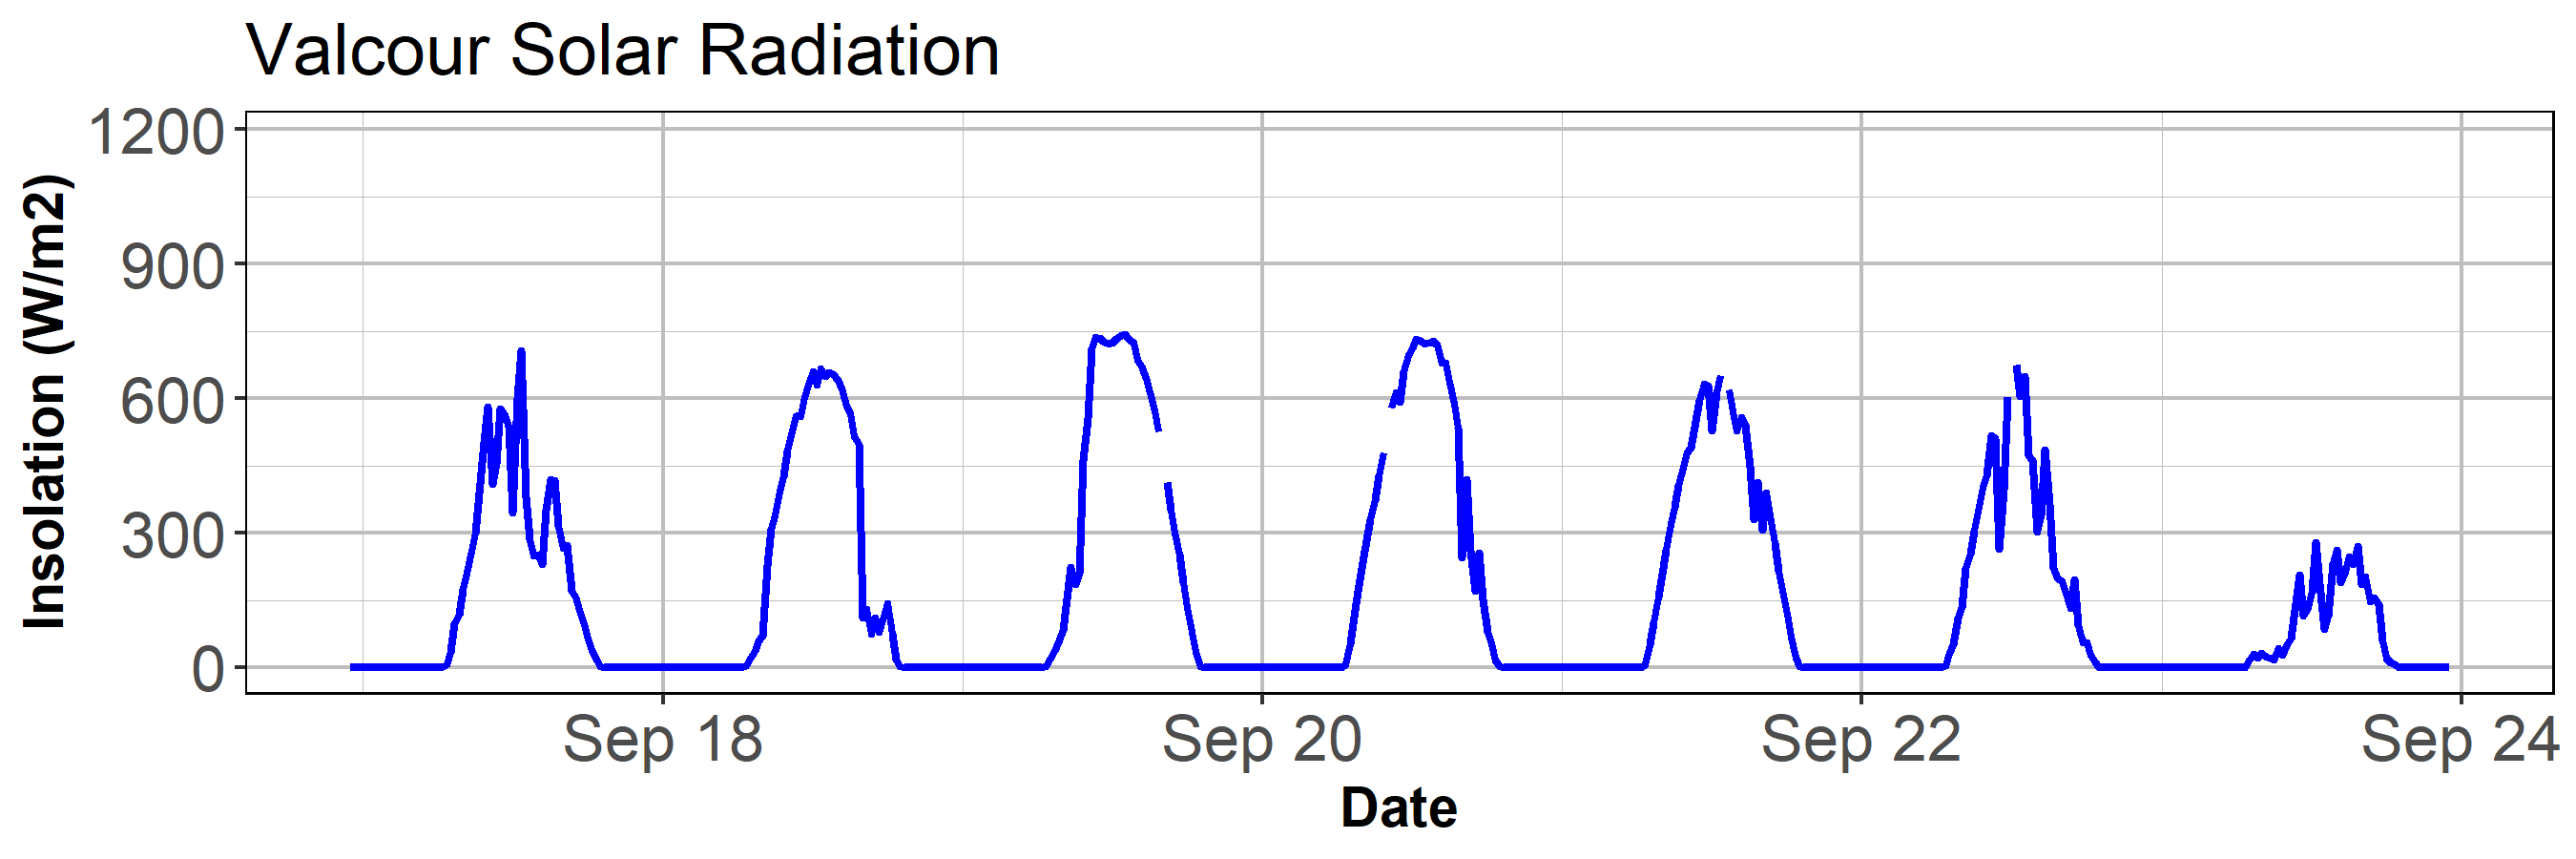 Valcour Solar Radiation
Insolation (W/m2)
1200
900
600
300
0
Sep 18
Sep 20
Sep 22
Sep 24
Date